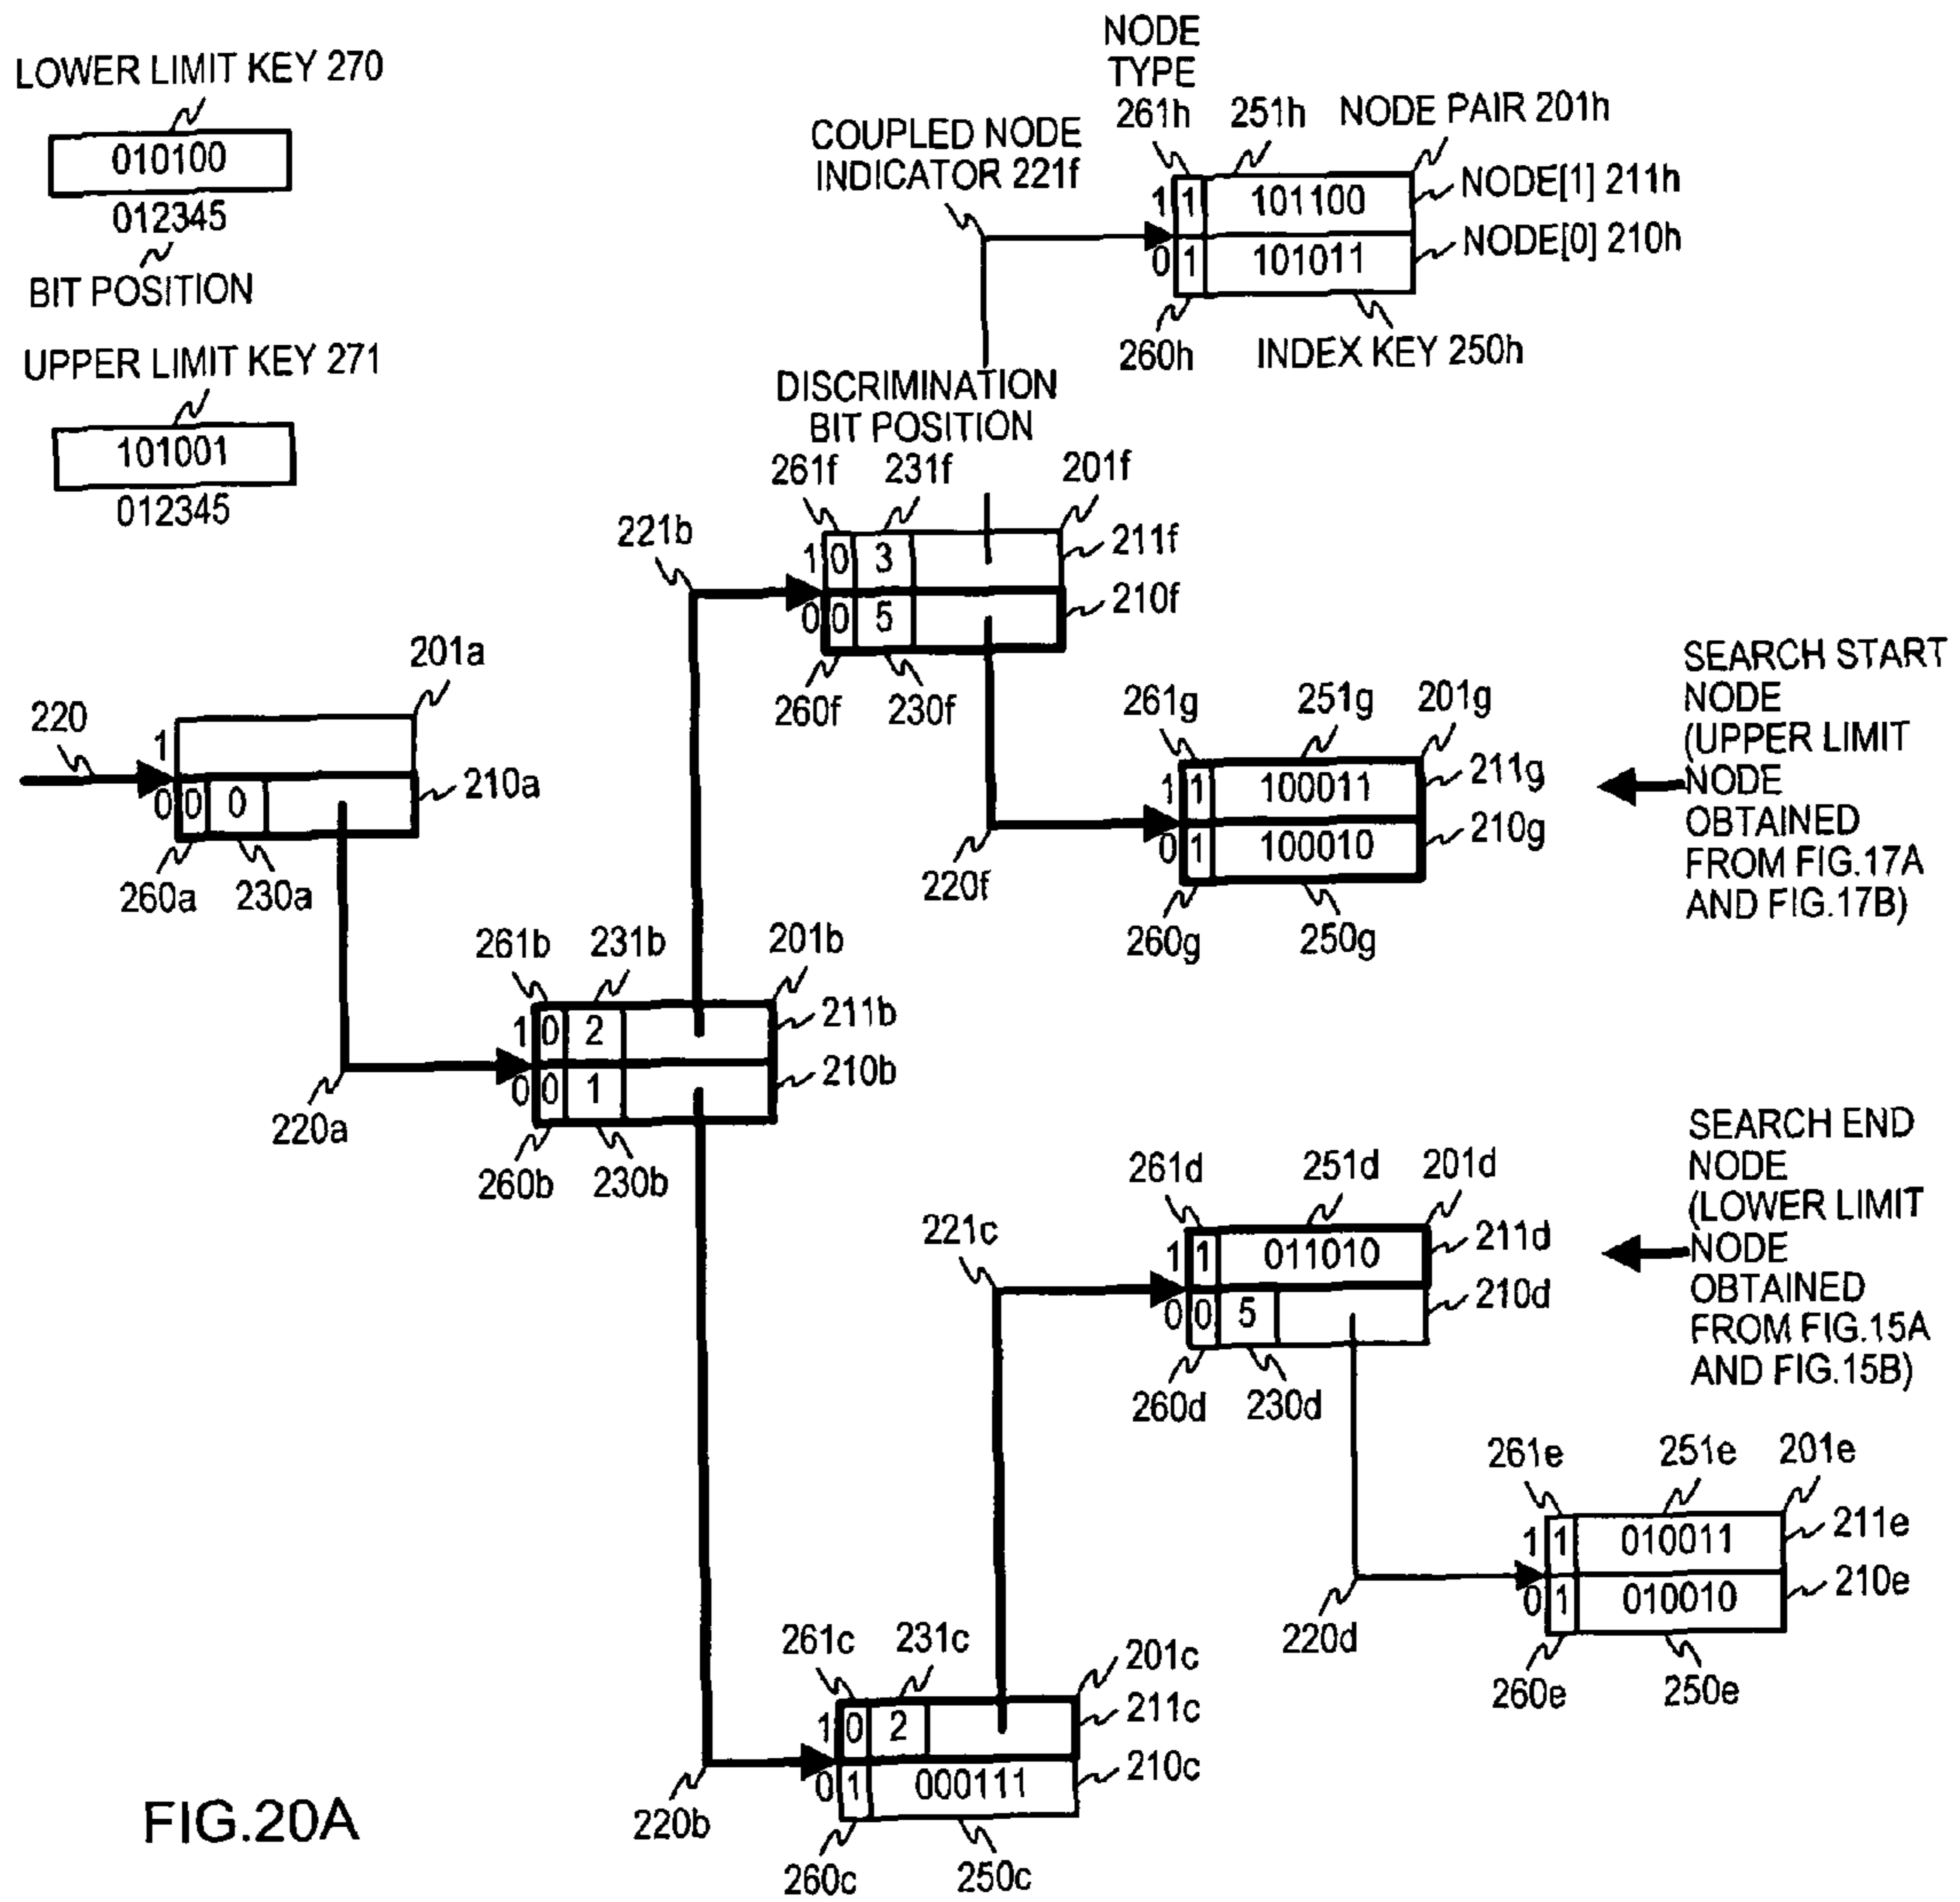 LOWER LIMIT KEY 270
010100
012345
BIT POSITION
UPPER LIMIT KEY 271
101001
012345
NODE
TYPE
261h
251h
NODE PAIR 201h
COUPLED NODE
INDICATOR 221f
1 1 101100
NODE[1] 211h
0 1 101011
NODE[0] 210h
260h
INDEX KEY 250h
DISCRIMINATION
BIT POSITION
261f
231f
201f
221b
1 0 3
211f
0 0 5
210f
260f
230f
201a
220
1
0 0 0
210a
260a
230a
220a
261g
251g
201g
1 1 100011
211g
0 1 100010
210g
220f
260g
250g
SEARCH START
NODE
(UPPER LIMIT
NODE
OBTAINED
FROM FIG.17A
AND FIG.17B)
261b
231b
201b
1 0 2
211b
0 0 1
210b
260b
230b
261d
251d
201d
221c
1 1 011010
211d
0 0 5
210d
260d
230d
SEARCH END
NODE
(LOWER LIMIT
NODE
OBTAINED
FROM FIG.15A
AND FIG.15B)
261e
251e
201e
1 1 010011
211e
0 1 010010
210e
220d
260e
250e
261c
231c
201c
1 0 2
211c
0 1 000111
210c
220b
260c
250c
FIG.20A